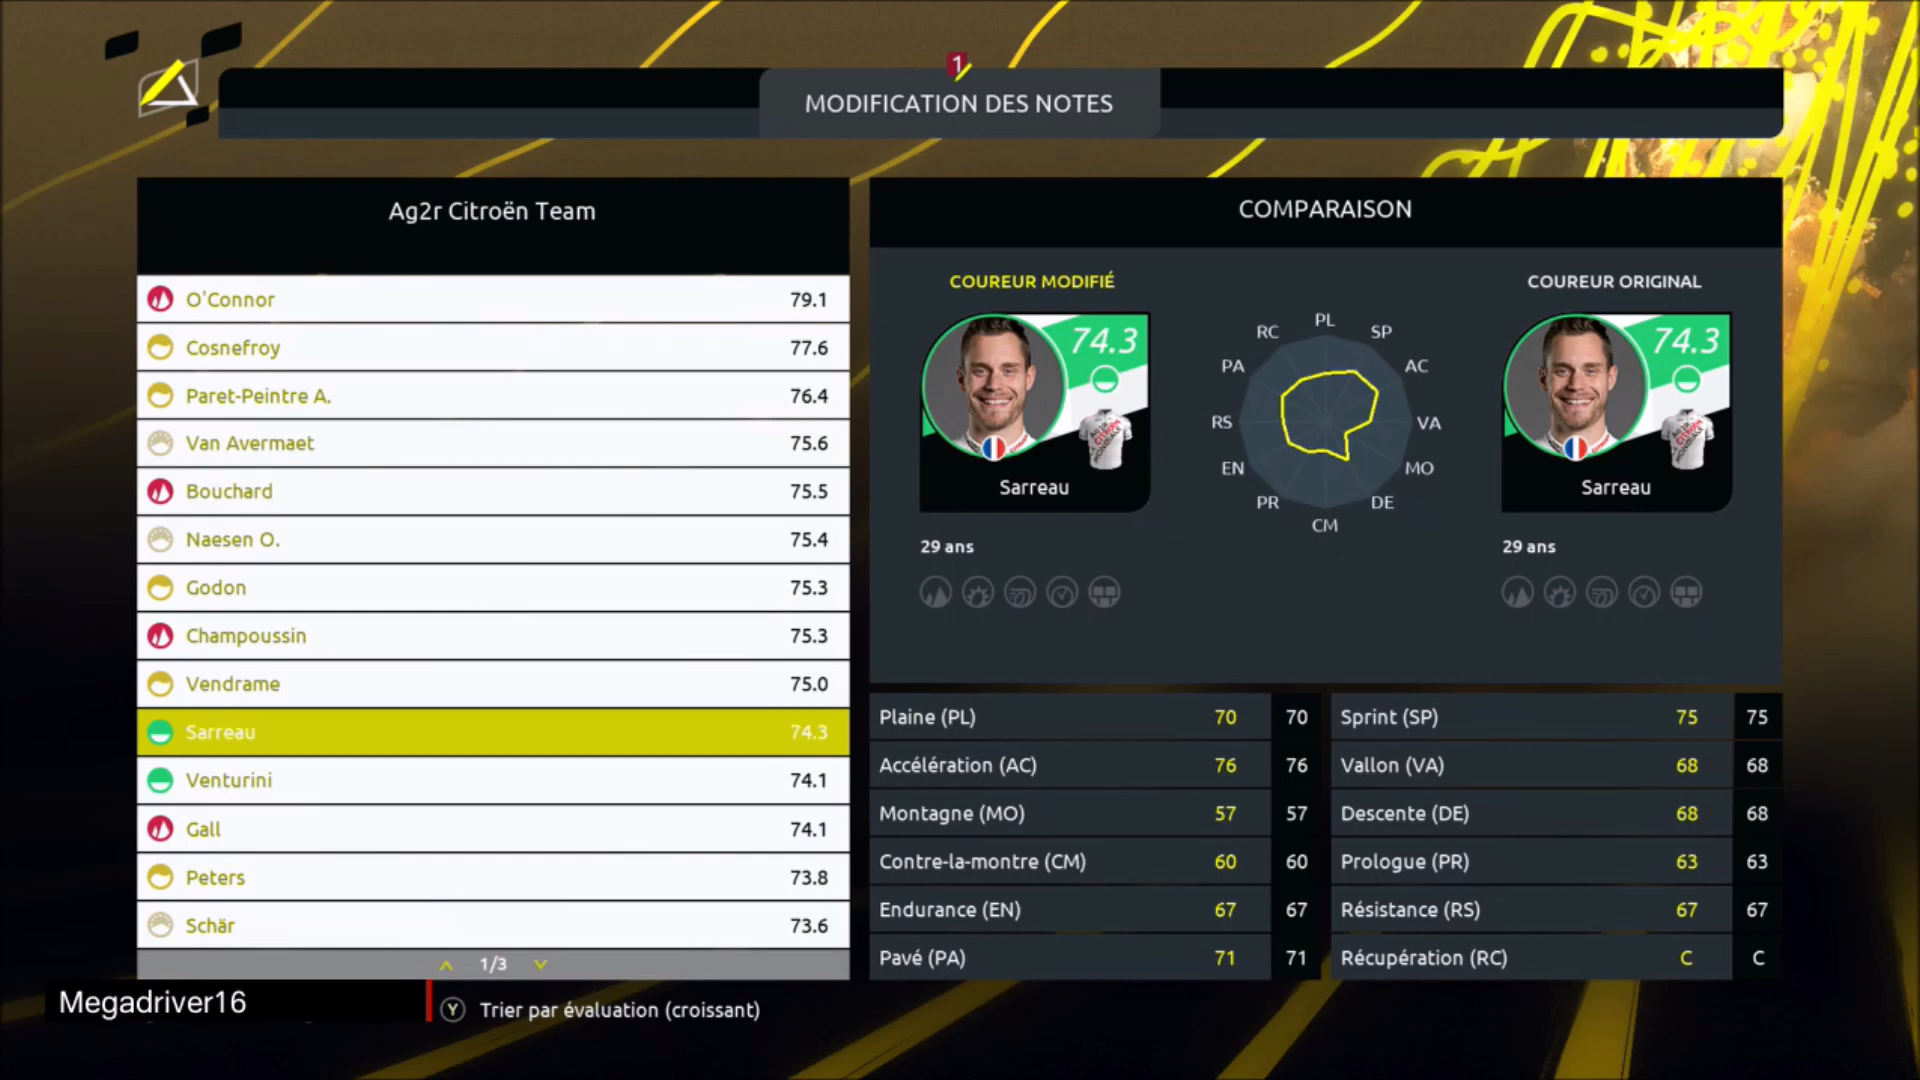 1
MODIFICATION DES NOTES
Ag2r Citroën Team
O'Connor 79.1
Cosnefroy 77.6
Paret-Peintre A. 76.4
Van Avermaet 75.6
Bouchard 75.5
Naesen O. 75.4
Godon 75.3
Champoussin 75.3
Vendrame 75.0
Sarreau 74.3
Venturini 74.1
Gall 74.1
Peters 73.8
Schär 73.6
1/3
Megadriver16
Y Trier par évaluation (croissant)
COMPARAISON
COUREUR MODIFIÉ
74.3
Sarreau
29 ans
PL
SP
AC
VA
MO
DE
CM
PR
EN
RS
PA
RC
COUREUR ORIGINAL
74.3
Sarreau
29 ans
Plaine (PL) 70 70 Sprint (SP) 75 75
Accélération (AC) 76 76 Vallon (VA) 68 68
Montagne (MO) 57 57 Descente (DE) 68 68
Contre-la-montre (CM) 60 60 Prologue (PR) 63 63
Endurance (EN) 67 67 Résistance (RS) 67 67
Pavé (PA) 71 71 Récupération (RC) C C